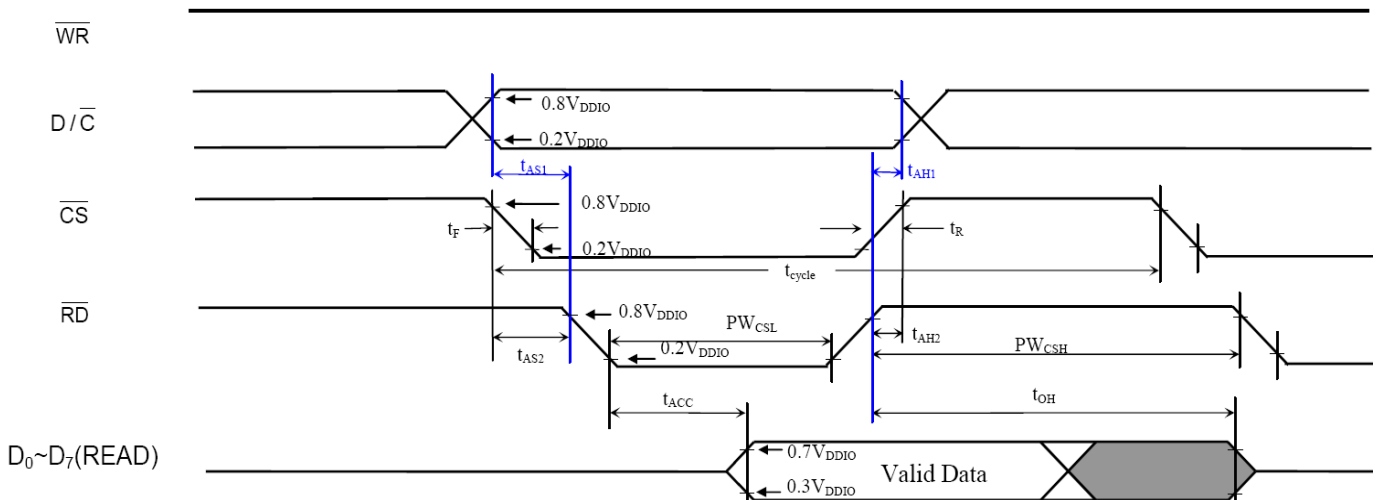 WR
D / C
0.8VDDIO
0.2VDDIO
tAS1
tAH1
CS
0.8VDDIO
tF
tR
0.2VDDIO
tcycle
RD
0.8VDDIO
PWCSL
tAS2
0.2VDDIO
tAH2
PWCSH
tACC
tOH
D0~D7(READ)
0.7VDDIO
Valid Data
0.3VDDIO